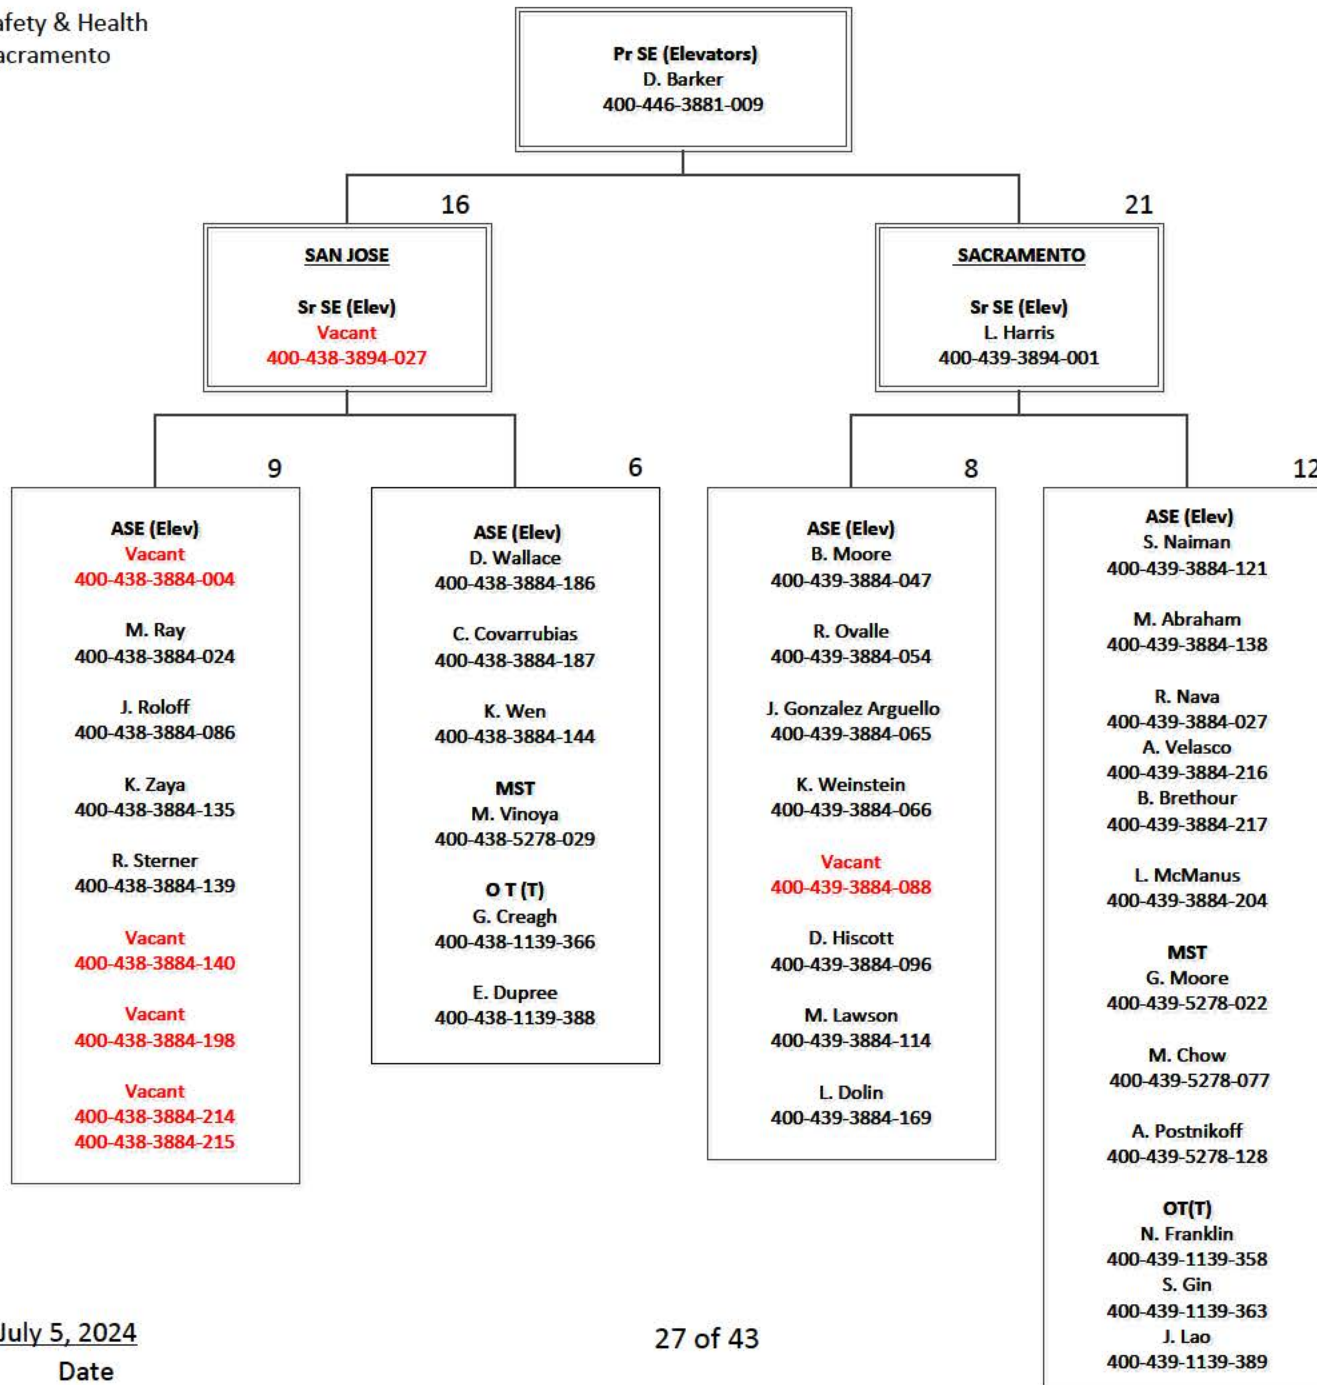 afety & Health
acramento
Pr SE (Elevators)
D. Barker
400-446-3881-009
16
SAN JOSE
Sr SE (Elev)
Vacant
400-438-3894-027
21
SACRAMENTO
Sr SE (Elev)
L. Harris
400-439-3894-001
9
ASE (Elev)
Vacant
400-438-3884-004
M. Ray
400-438-3884-024
J. Roloff
400-438-3884-086
K. Zaya
400-438-3884-135
R. Sterner
400-438-3884-139
Vacant
400-438-3884-140
Vacant
400-438-3884-198
Vacant
400-438-3884-214
400-438-3884-215
6
ASE (Elev)
D. Wallace
400-438-3884-186
C. Covarrubias
400-438-3884-187
K. Wen
400-438-3884-144
MST
M. Vinoya
400-438-5278-029
O T (T)
G. Creagh
400-438-1139-366
E. Dupree
400-438-1139-388
8
ASE (Elev)
B. Moore
400-439-3884-047
R. Ovalle
400-439-3884-054
J. Gonzalez Arguello
400-439-3884-065
K. Weinstein
400-439-3884-066
Vacant
400-439-3884-088
D. Hiscott
400-439-3884-096
M. Lawson
400-439-3884-114
L. Dolin
400-439-3884-169
12
ASE (Elev)
S. Naiman
400-439-3884-121
M. Abraham
400-439-3884-138
R. Nava
400-439-3884-027
A. Velasco
400-439-3884-216
B. Brethour
400-439-3884-217
L. McManus
400-439-3884-204
MST
G. Moore
400-439-5278-022
M. Chow
400-439-5278-077
A. Postnikoff
400-439-5278-128
OT(T)
N. Franklin
400-439-1139-358
S. Gin
400-439-1139-363
J. Lao
400-439-1139-389
July 5, 2024
Date
27 of 43